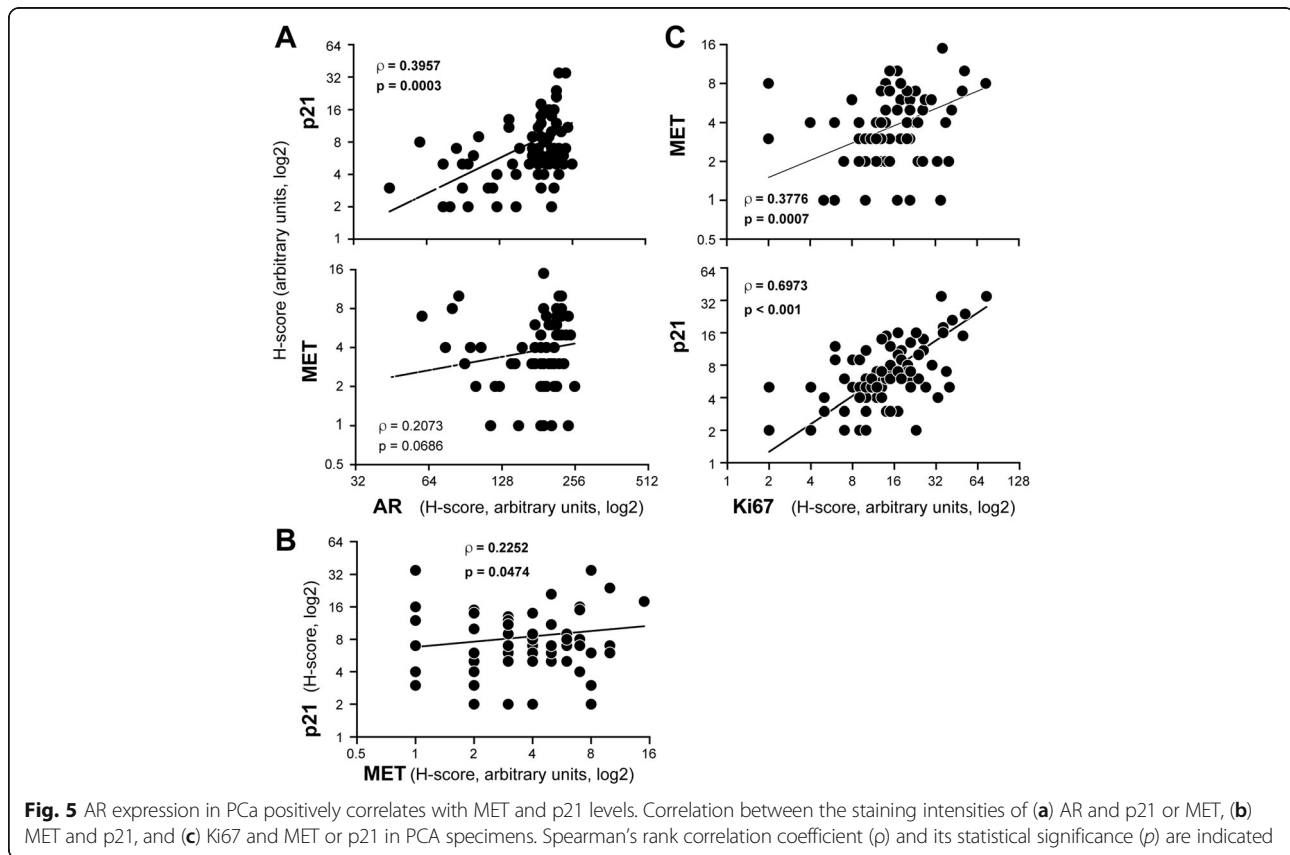 A
64
32
16
8
4
2
1
p21
ρ = 0.3957
p = 0.0003
H-score (arbitrary units, log2)
16
8
4
2
1
0.5
MET
ρ = 0.2073
p = 0.0686
32 64 128 256 512
AR (H-score, arbitrary units, log2)
B
64
32
16
8
4
2
1
p21 (H-score, log2)
ρ = 0.2252
p = 0.0474
0.5 1 2 4 8 16
MET (H-score, arbitrary units, log2)
C
16
8
4
2
1
0.5
MET
ρ = 0.3776
p = 0.0007
64
32
16
8
4
2
1
p21
ρ = 0.6973
p < 0.001
1 2 4 8 16 32 64 128
Ki67 (H-score, arbitrary units, log2)
Fig. 5 AR expression in PCa positively correlates with MET and p21 levels. Correlation between the staining intensities of (a) AR and p21 or MET, (b)
MET and p21, and (c) Ki67 and MET or p21 in PCA specimens. Spearman's rank correlation coefficient (ρ) and its statistical significance (p) are indicated